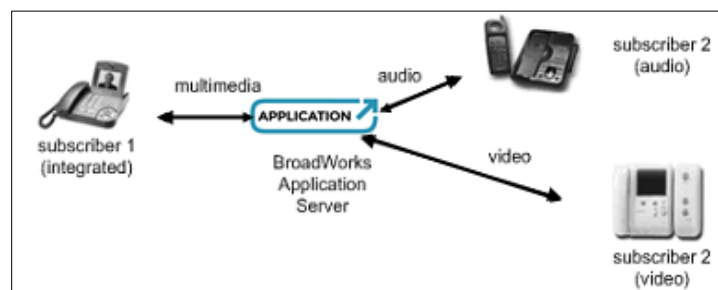 subscriber 2
(audio)
audio
multimedia
APPLICATION
subscriber 1
(integrated)
BroadWorks
Application
Server
video
subscriber 2
(video)